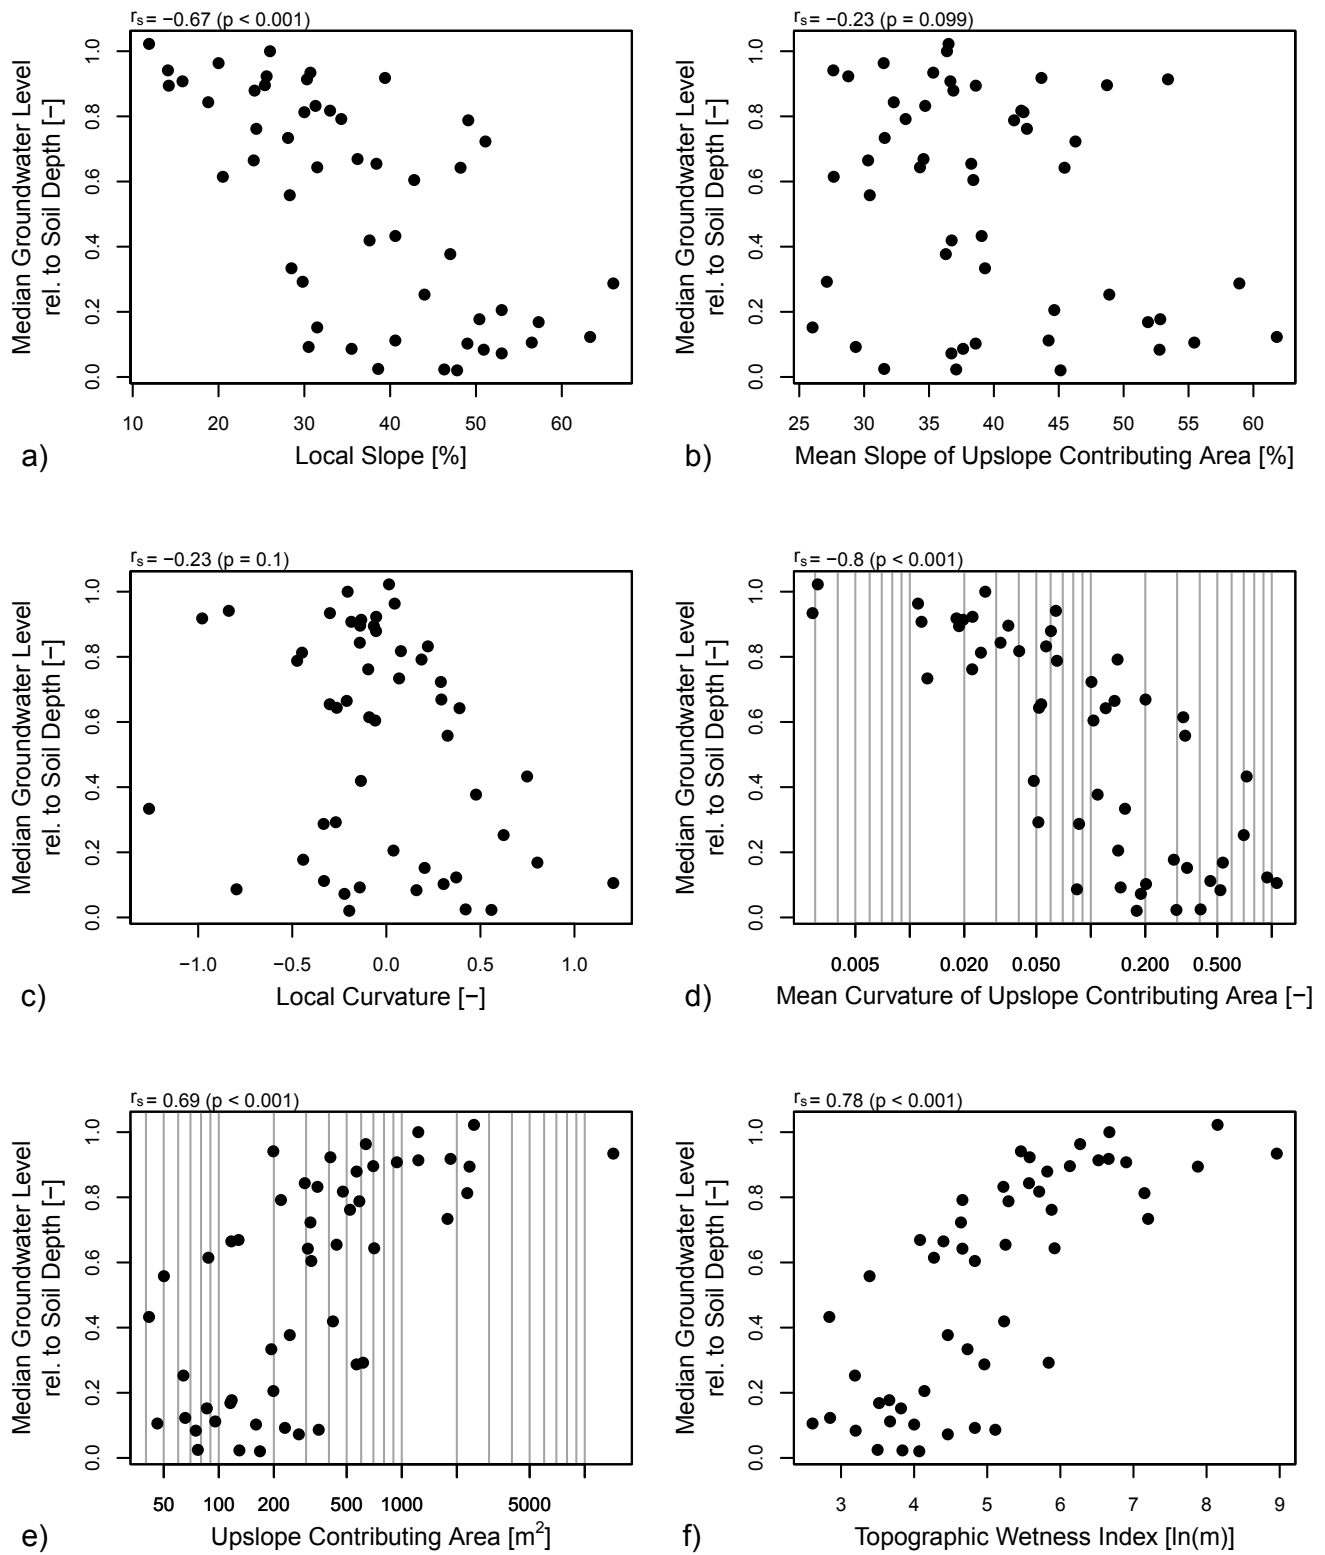 rs = −0.67 (p < 0.001)
Median Groundwater Level
rel. to Soil Depth [−]
0.0 0.2 0.4 0.6 0.8 1.0
10 20 30 40 50 60
a) Local Slope [%]
rs = −0.23 (p = 0.099)
Median Groundwater Level
rel. to Soil Depth [−]
0.0 0.2 0.4 0.6 0.8 1.0
25 30 35 40 45 50 55 60
b) Mean Slope of Upslope Contributing Area [%]
rs = −0.23 (p = 0.1)
Median Groundwater Level
rel. to Soil Depth [−]
0.0 0.2 0.4 0.6 0.8 1.0
−1.0 −0.5 0.0 0.5 1.0
c) Local Curvature [−]
rs = −0.8 (p < 0.001)
Median Groundwater Level
rel. to Soil Depth [−]
0.0 0.2 0.4 0.6 0.8 1.0
0.005 0.020 0.050 0.200 0.500
d) Mean Curvature of Upslope Contributing Area [−]
rs = 0.69 (p < 0.001)
Median Groundwater Level
rel. to Soil Depth [−]
0.0 0.2 0.4 0.6 0.8 1.0
50 100 200 500 1000 5000
e) Upslope Contributing Area [m²]
rs = 0.78 (p < 0.001)
Median Groundwater Level
rel. to Soil Depth [−]
0.0 0.2 0.4 0.6 0.8 1.0
3 4 5 6 7 8 9
f) Topographic Wetness Index [ln(m)]